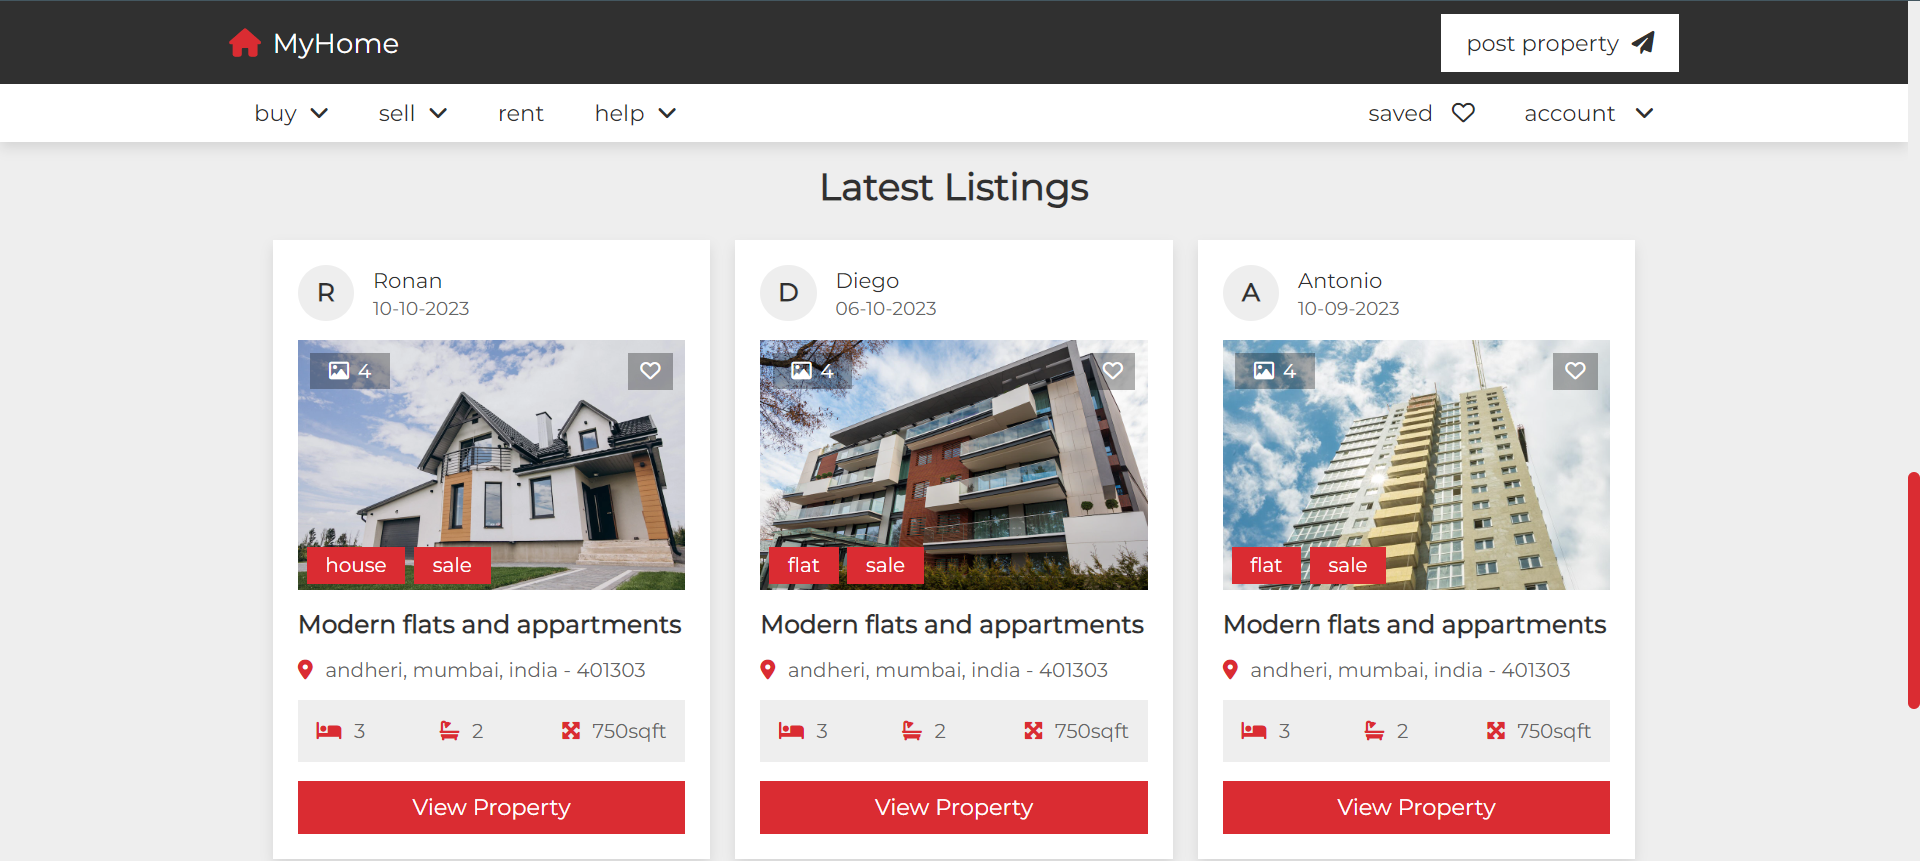 MyHome
post property
buy sell rent help saved account
Latest Listings
R
Ronan
10-10-2023
4
house sale
Modern flats and appartments
andheri, mumbai, india - 401303
3 2 750sqft
View Property
D
Diego
06-10-2023
4
flat sale
Modern flats and appartments
andheri, mumbai, india - 401303
3 2 750sqft
View Property
A
Antonio
10-09-2023
4
flat sale
Modern flats and appartments
andheri, mumbai, india - 401303
3 2 750sqft
View Property